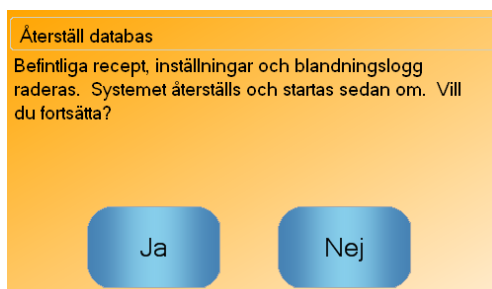 Återställ databas
Befintliga recept, inställningar och blandningslogg
raderas.  Systemet återställs och startas sedan om.  Vill
du fortsätta?
Ja
Nej